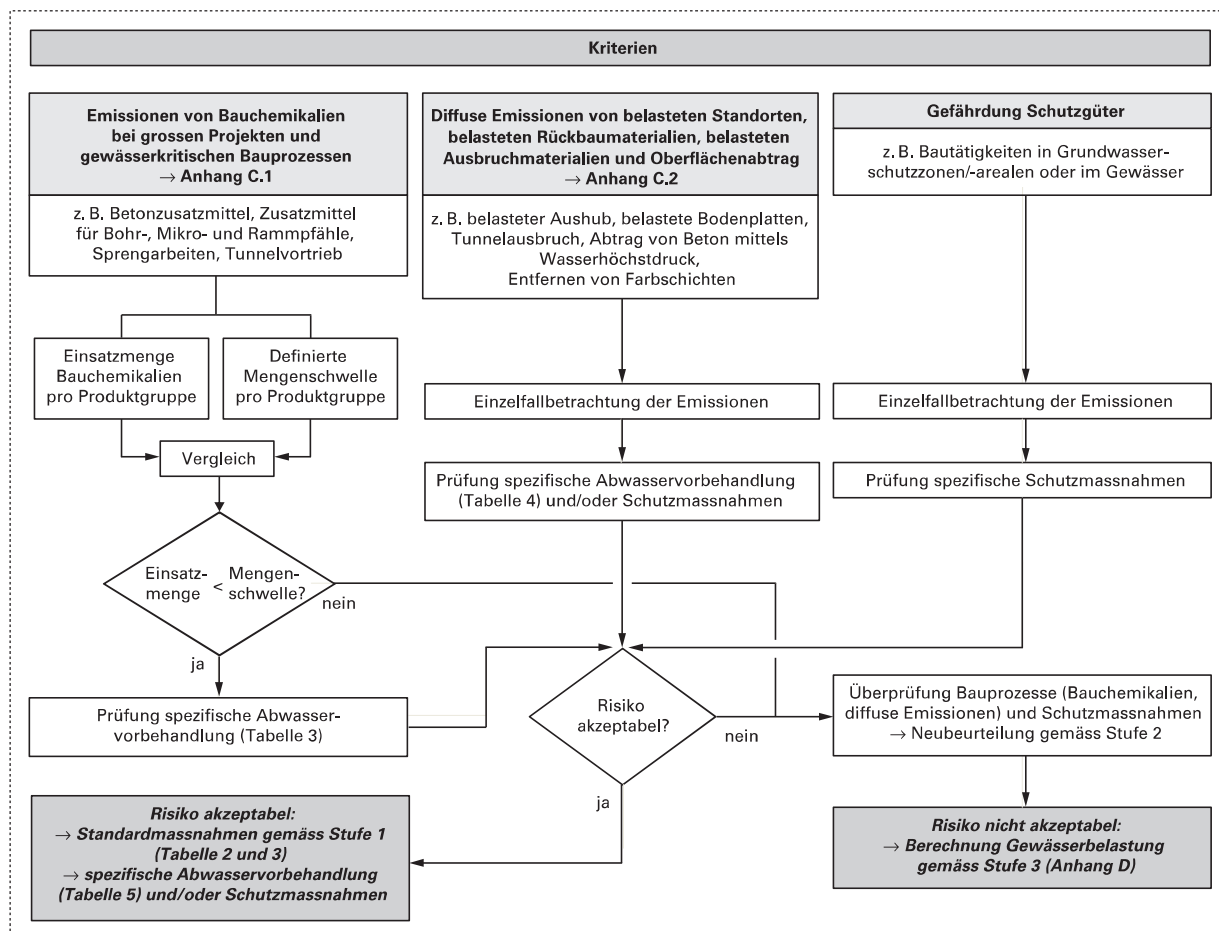 Kriterien
Emissionen von Bauchemikalien
bei grossen Projekten und
gewässerkritischen Bauprozessen
→ Anhang C.1
z. B. Betonzusatzmittel, Zusatzmittel
für Bohr-, Mikro- und Rammpfähle,
Sprengarbeiten, Tunnelvortrieb
Diffuse Emissionen von belasteten Standorten,
belasteten Rückbaumaterialien, belasteten
Ausbruchmaterialien und Oberflächenabtrag
→ Anhang C.2
z. B. belasteter Aushub, belastete Bodenplatten,
Tunnelausbruch, Abtrag von Beton mittels
Wasserhöchstdruck,
Entfernen von Farbschichten
Gefährdung Schutzgüter
z. B. Bautätigkeiten in Grundwasser-
schutzzonen/-arealen oder im Gewässer
Einsatzmenge
Bauchemikalien
pro Produktgruppe
Definierte
Mengenschwelle
pro Produktgruppe
Vergleich
Einzelfallbetrachtung der Emissionen
Einzelfallbetrachtung der Emissionen
Prüfung spezifische Abwasservorbehandlung
(Tabelle 4) und/oder Schutzmassnahmen
Prüfung spezifische Schutzmassnahmen
Einsatz- Mengen-
menge < schwelle?
nein
ja
Prüfung spezifische Abwasser-
vorbehandlung (Tabelle 3)
Risiko
akzeptabel?
nein
ja
Überprüfung Bauprozesse (Bauchemikalien,
diffuse Emissionen) und Schutzmassnahmen
→ Neubeurteilung gemäss Stufe 2
Risiko akzeptabel:
→ Standardmassnahmen gemäss Stufe 1
(Tabelle 2 und 3)
→ spezifische Abwasservorbehandlung
(Tabelle 5) und/oder Schutzmassnahmen
Risiko nicht akzeptabel:
→ Berechnung Gewässerbelastung
gemäss Stufe 3 (Anhang D)